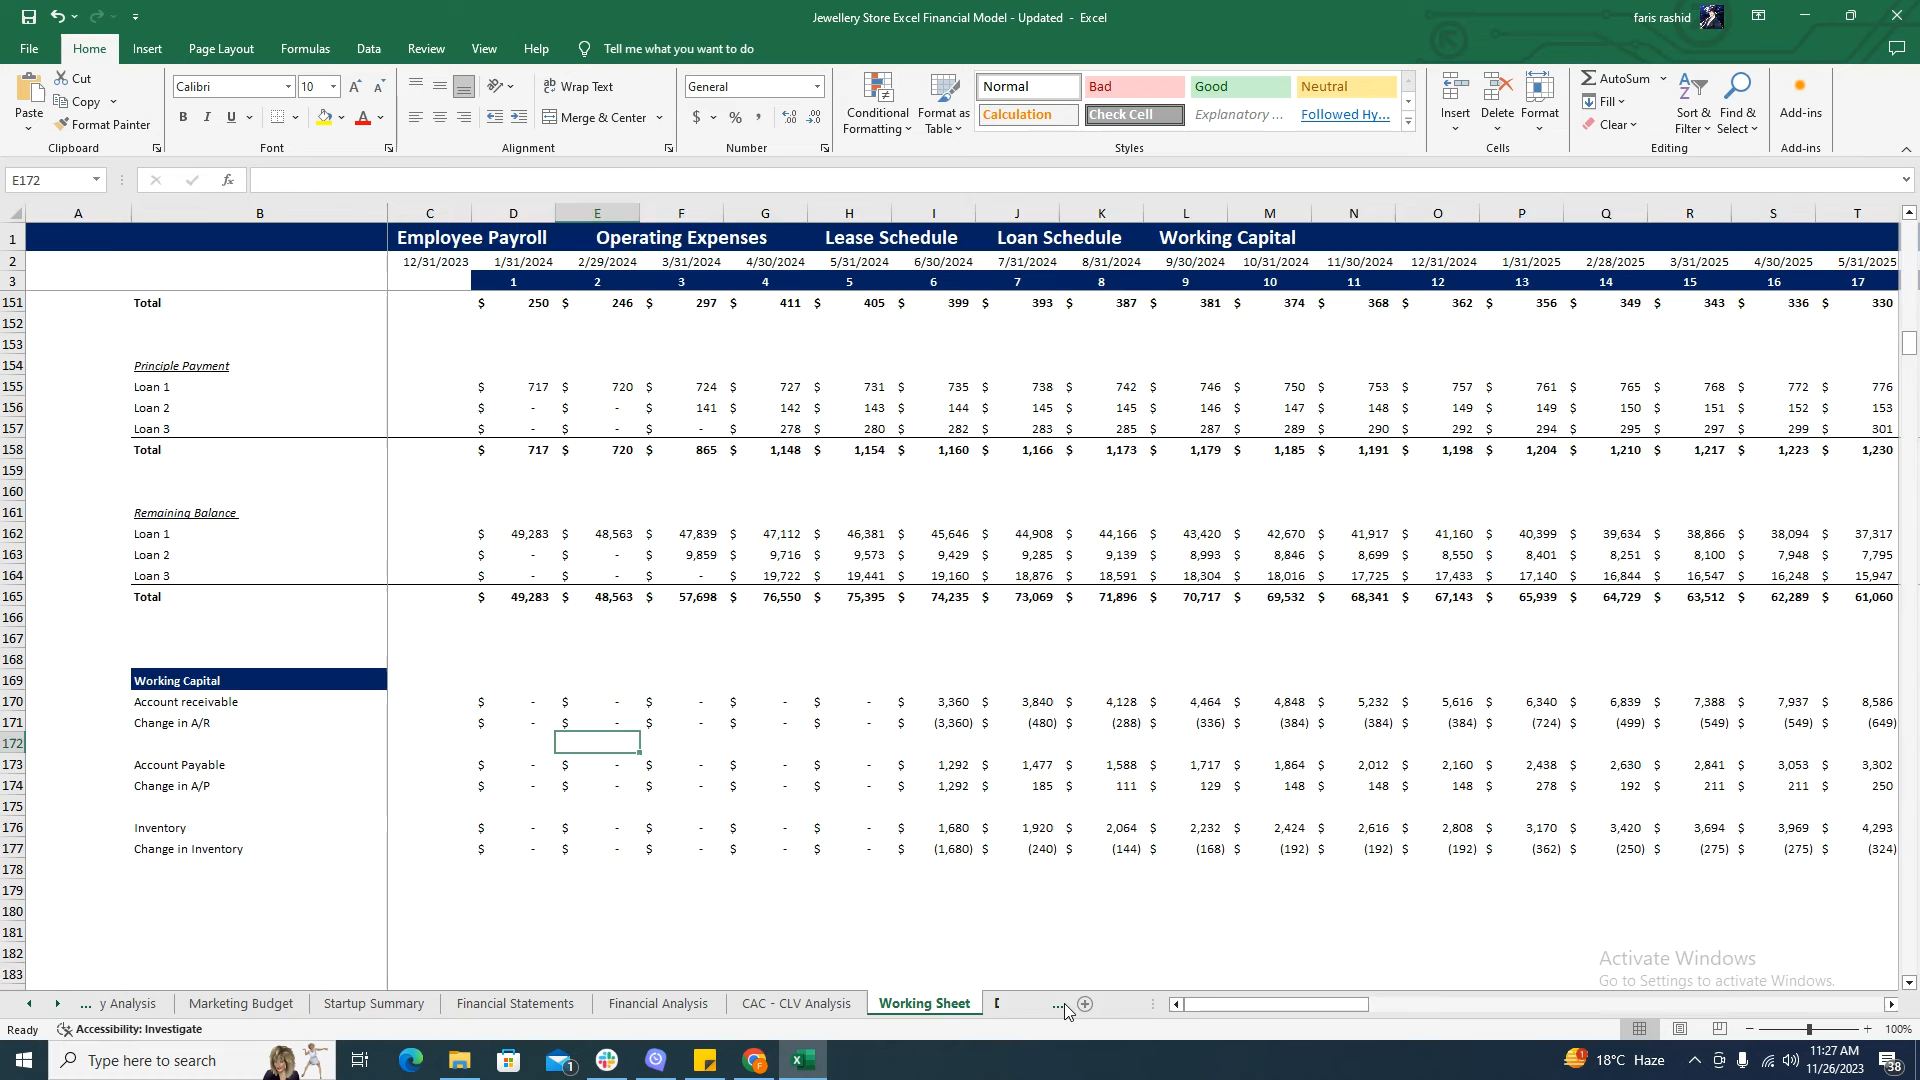 Jewellery Store Excel Financial Model - Updated - Excel
faris rashid
File Home Insert Page Layout Formulas Data Review View Help Tell me what you want to do
Cut
Copy
Format Painter
Paste
Clipboard
Calibri 10
B I U
Font
Wrap Text
Merge & Center
Alignment
General
$ % ,
Number
Conditional Formatting
Format as Table
Normal Bad Good Neutral
Calculation Check Cell Explanatory ... Followed Hy...
Styles
Insert Delete Format
Cells
AutoSum
Fill
Clear
Sort & Filter
Find & Select
Editing
Add-ins
Add-ins
E172 fx
A B C D E F G H I J K L M N O P Q R S T
1 Employee Payroll Operating Expenses Lease Schedule Loan Schedule Working Capital
2 12/31/2023 1/31/2024 2/29/2024 3/31/2024 4/30/2024 5/31/2024 6/30/2024 7/31/2024 8/31/2024 9/30/2024 10/31/2024 11/30/2024 12/31/2024 1/31/2025 2/28/2025 3/31/2025 4/30/2025 5/31/2025
3 1 2 3 4 5 6 7 8 9 10 11 12 13 14 15 16 17
151 Total $ 250 $ 246 $ 297 $ 411 $ 405 $ 399 $ 393 $ 387 $ 381 $ 374 $ 368 $ 362 $ 356 $ 349 $ 343 $ 336 $ 330
152
153
154 Principle Payment
155 Loan 1 $ 717 $ 720 $ 724 $ 727 $ 731 $ 735 $ 738 $ 742 $ 746 $ 750 $ 753 $ 757 $ 761 $ 765 $ 768 $ 772 $ 776
156 Loan 2 $ - $ - $ 141 $ 142 $ 143 $ 144 $ 145 $ 145 $ 146 $ 147 $ 148 $ 149 $ 149 $ 150 $ 151 $ 152 $ 153
157 Loan 3 $ - $ - $ - $ 278 $ 280 $ 282 $ 283 $ 285 $ 287 $ 289 $ 290 $ 292 $ 294 $ 295 $ 297 $ 299 $ 301
158 Total $ 717 $ 720 $ 865 $ 1,148 $ 1,154 $ 1,160 $ 1,166 $ 1,173 $ 1,179 $ 1,185 $ 1,191 $ 1,198 $ 1,204 $ 1,210 $ 1,217 $ 1,223 $ 1,230
159
160
161 Remaining Balance
162 Loan 1 $ 49,283 $ 48,563 $ 47,839 $ 47,112 $ 46,381 $ 45,646 $ 44,908 $ 44,166 $ 43,420 $ 42,670 $ 41,917 $ 41,160 $ 40,399 $ 39,634 $ 38,866 $ 38,094 $ 37,317
163 Loan 2 $ - $ - $ 9,859 $ 9,716 $ 9,573 $ 9,429 $ 9,285 $ 9,139 $ 8,993 $ 8,846 $ 8,699 $ 8,550 $ 8,401 $ 8,251 $ 8,100 $ 7,948 $ 7,795
164 Loan 3 $ - $ - $ - $ 19,722 $ 19,441 $ 19,160 $ 18,876 $ 18,591 $ 18,304 $ 18,016 $ 17,725 $ 17,433 $ 17,140 $ 16,844 $ 16,547 $ 16,248 $ 15,947
165 Total $ 49,283 $ 48,563 $ 57,698 $ 76,550 $ 75,395 $ 74,235 $ 73,069 $ 71,896 $ 70,717 $ 69,532 $ 68,341 $ 67,143 $ 65,939 $ 64,729 $ 63,512 $ 62,289 $ 61,060
166
167
168
169 Working Capital
170 Account receivable $ - $ - $ - $ - $ - $ 3,360 $ 3,840 $ 4,128 $ 4,464 $ 4,848 $ 5,232 $ 5,616 $ 6,340 $ 6,839 $ 7,388 $ 7,937 $ 8,586
171 Change in A/R $ - $ - $ - $ - $ - $ (3,360) $ (480) $ (288) $ (336) $ (384) $ (384) $ (384) $ (724) $ (499) $ (549) $ (549) $ (649)
172
173 Account Payable $ - $ - $ - $ - $ - $ 1,292 $ 1,477 $ 1,588 $ 1,717 $ 1,864 $ 2,012 $ 2,160 $ 2,438 $ 2,630 $ 2,841 $ 3,053 $ 3,302
174 Change in A/P $ - $ - $ - $ - $ - $ 1,292 $ 185 $ 111 $ 129 $ 148 $ 148 $ 148 $ 278 $ 192 $ 211 $ 211 $ 250
175
176 Inventory $ - $ - $ - $ - $ - $ 1,680 $ 1,920 $ 2,064 $ 2,232 $ 2,424 $ 2,616 $ 2,808 $ 3,170 $ 3,420 $ 3,694 $ 3,969 $ 4,293
177 Change in Inventory $ - $ - $ - $ - $ - $ (1,680) $ (240) $ (144) $ (168) $ (192) $ (192) $ (192) $ (362) $ (250) $ (275) $ (275) $ (324)
178
179
180
181
182
183
Activate Windows
Go to Settings to activate Windows.
... y Analysis Marketing Budget Startup Summary Financial Statements Financial Analysis CAC - CLV Analysis Working Sheet ...
Ready Accessibility: Investigate 100%
Type here to search
18°C Haze
11:27 AM
11/26/2023
38